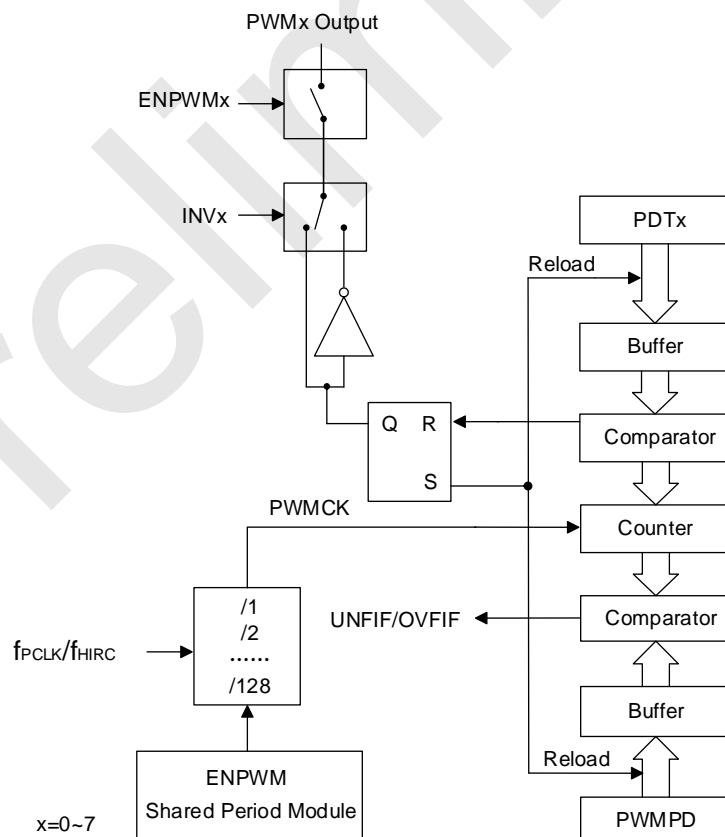 PWMx Output
ENPWMx
INVx
PDTx
Reload
Buffer
Q R
S
Comparator
PWMCK
Counter
/1
/2
......
/128
fPCLK/fHIRC
UNFIF/OVFIF
Comparator
Buffer
Reload
ENPWM
Shared Period Module
PWMPD
x=0~7